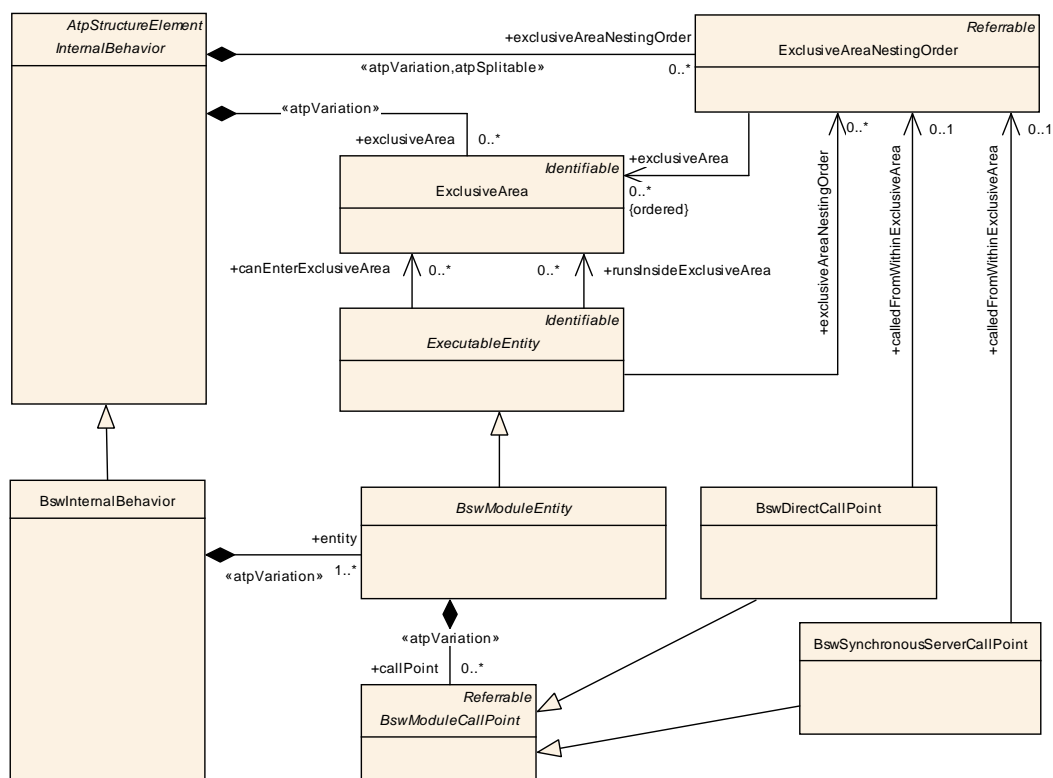 AtpStructureElement
InternalBehavior
+exclusiveAreaNestingOrder
«atpVariation,atpSplitable»
0..*
Referrable
ExclusiveAreaNestingOrder
«atpVariation»
+exclusiveArea
0..*
Identifiable
ExclusiveArea
+exclusiveArea
0..*
{ordered}
0..*
0..1
0..1
+exclusiveAreaNestingOrder
+calledFromWithinExclusiveArea
+calledFromWithinExclusiveArea
+canEnterExclusiveArea
0..*
0..*
+runsInsideExclusiveArea
Identifiable
ExecutableEntity
BswInternalBehavior
+entity
«atpVariation»
1..*
BswModuleEntity
BswDirectCallPoint
«atpVariation»
+callPoint
0..*
BswSynchronousServerCallPoint
Referrable
BswModuleCallPoint